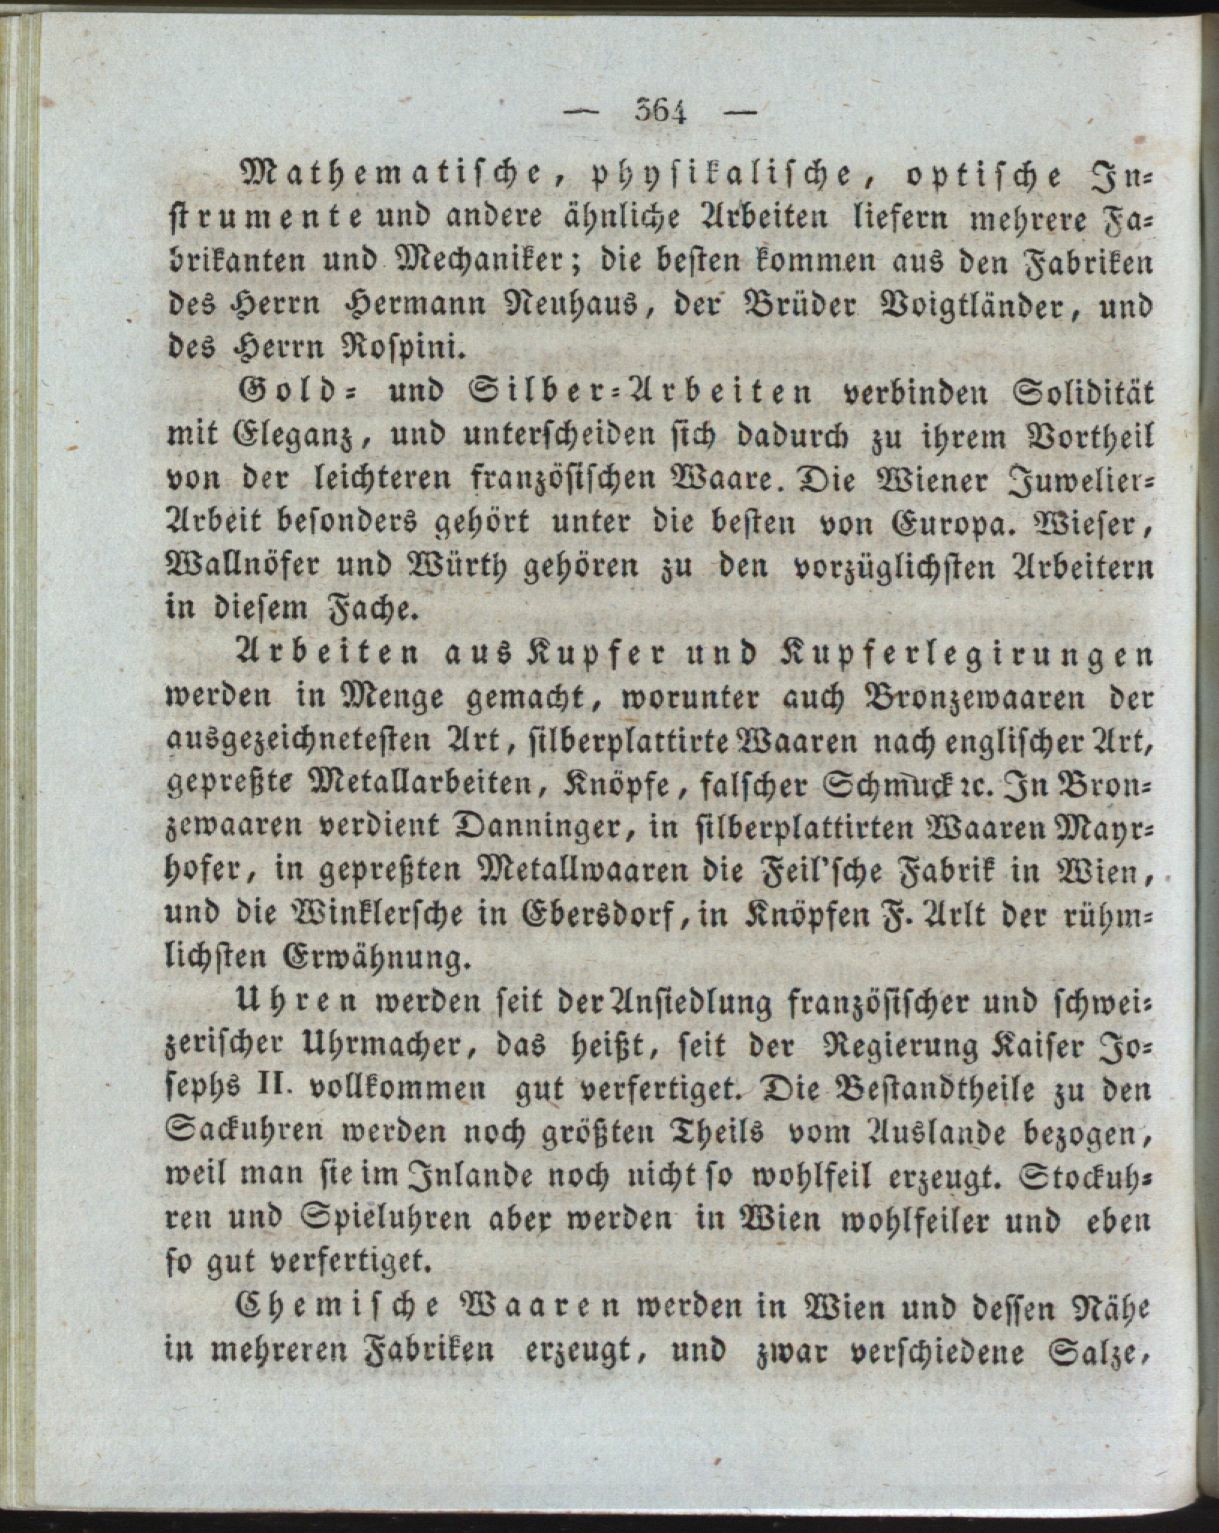 — 364 —
Mathematische, physikalische, optische In-
strumente und andere ähnliche Arbeiten liefern mehrere Fa-
brikanten und Mechaniker; die besten kommen aus den Fabriken
des Herrn Hermann Neuhaus, der Brüder Voigtländer, und
des Herrn Rospini.
Gold- und Silber-Arbeiten verbinden Solidität
mit Eleganz, und unterscheiden sich dadurch zu ihrem Vortheil
von der leichteren französischen Waare. Die Wiener Juwelier-
Arbeit besonders gehört unter die besten von Europa. Wieser,
Wallnöfer und Würth gehören zu den vorzüglichsten Arbeitern
in diesem Fache.
Arbeiten aus Kupfer und Kupferlegirungen
werden in Menge gemacht, worunter auch Bronzewaaren der
ausgezeichnetesten Art, silberplattirte Waaren nach englischer Art,
gepreßte Metallarbeiten, Knöpfe, falscher Schmuck ꝛc. In Bron-
zewaaren verdient Danninger, in silberplattirten Waaren Mayr-
hofer, in gepreßten Metallwaaren die Feil'sche Fabrik in Wien,
und die Winklersche in Ebersdorf, in Knöpfen F. Arlt der rühm-
lichsten Erwähnung.
Uhren werden seit der Ansiedlung französischer und schwei-
zerischer Uhrmacher, das heißt, seit der Regierung Kaiser Jo-
sephs II. vollkommen gut verfertiget. Die Bestandtheile zu den
Sackuhren werden noch größten Theils vom Auslande bezogen,
weil man sie im Inlande noch nicht so wohlfeil erzeugt. Stockuh-
ren und Spieluhren aber werden in Wien wohlfeiler und eben
so gut verfertiget.
Chemische Waaren werden in Wien und dessen Nähe
in mehreren Fabriken erzeugt, und zwar verschiedene Salze,